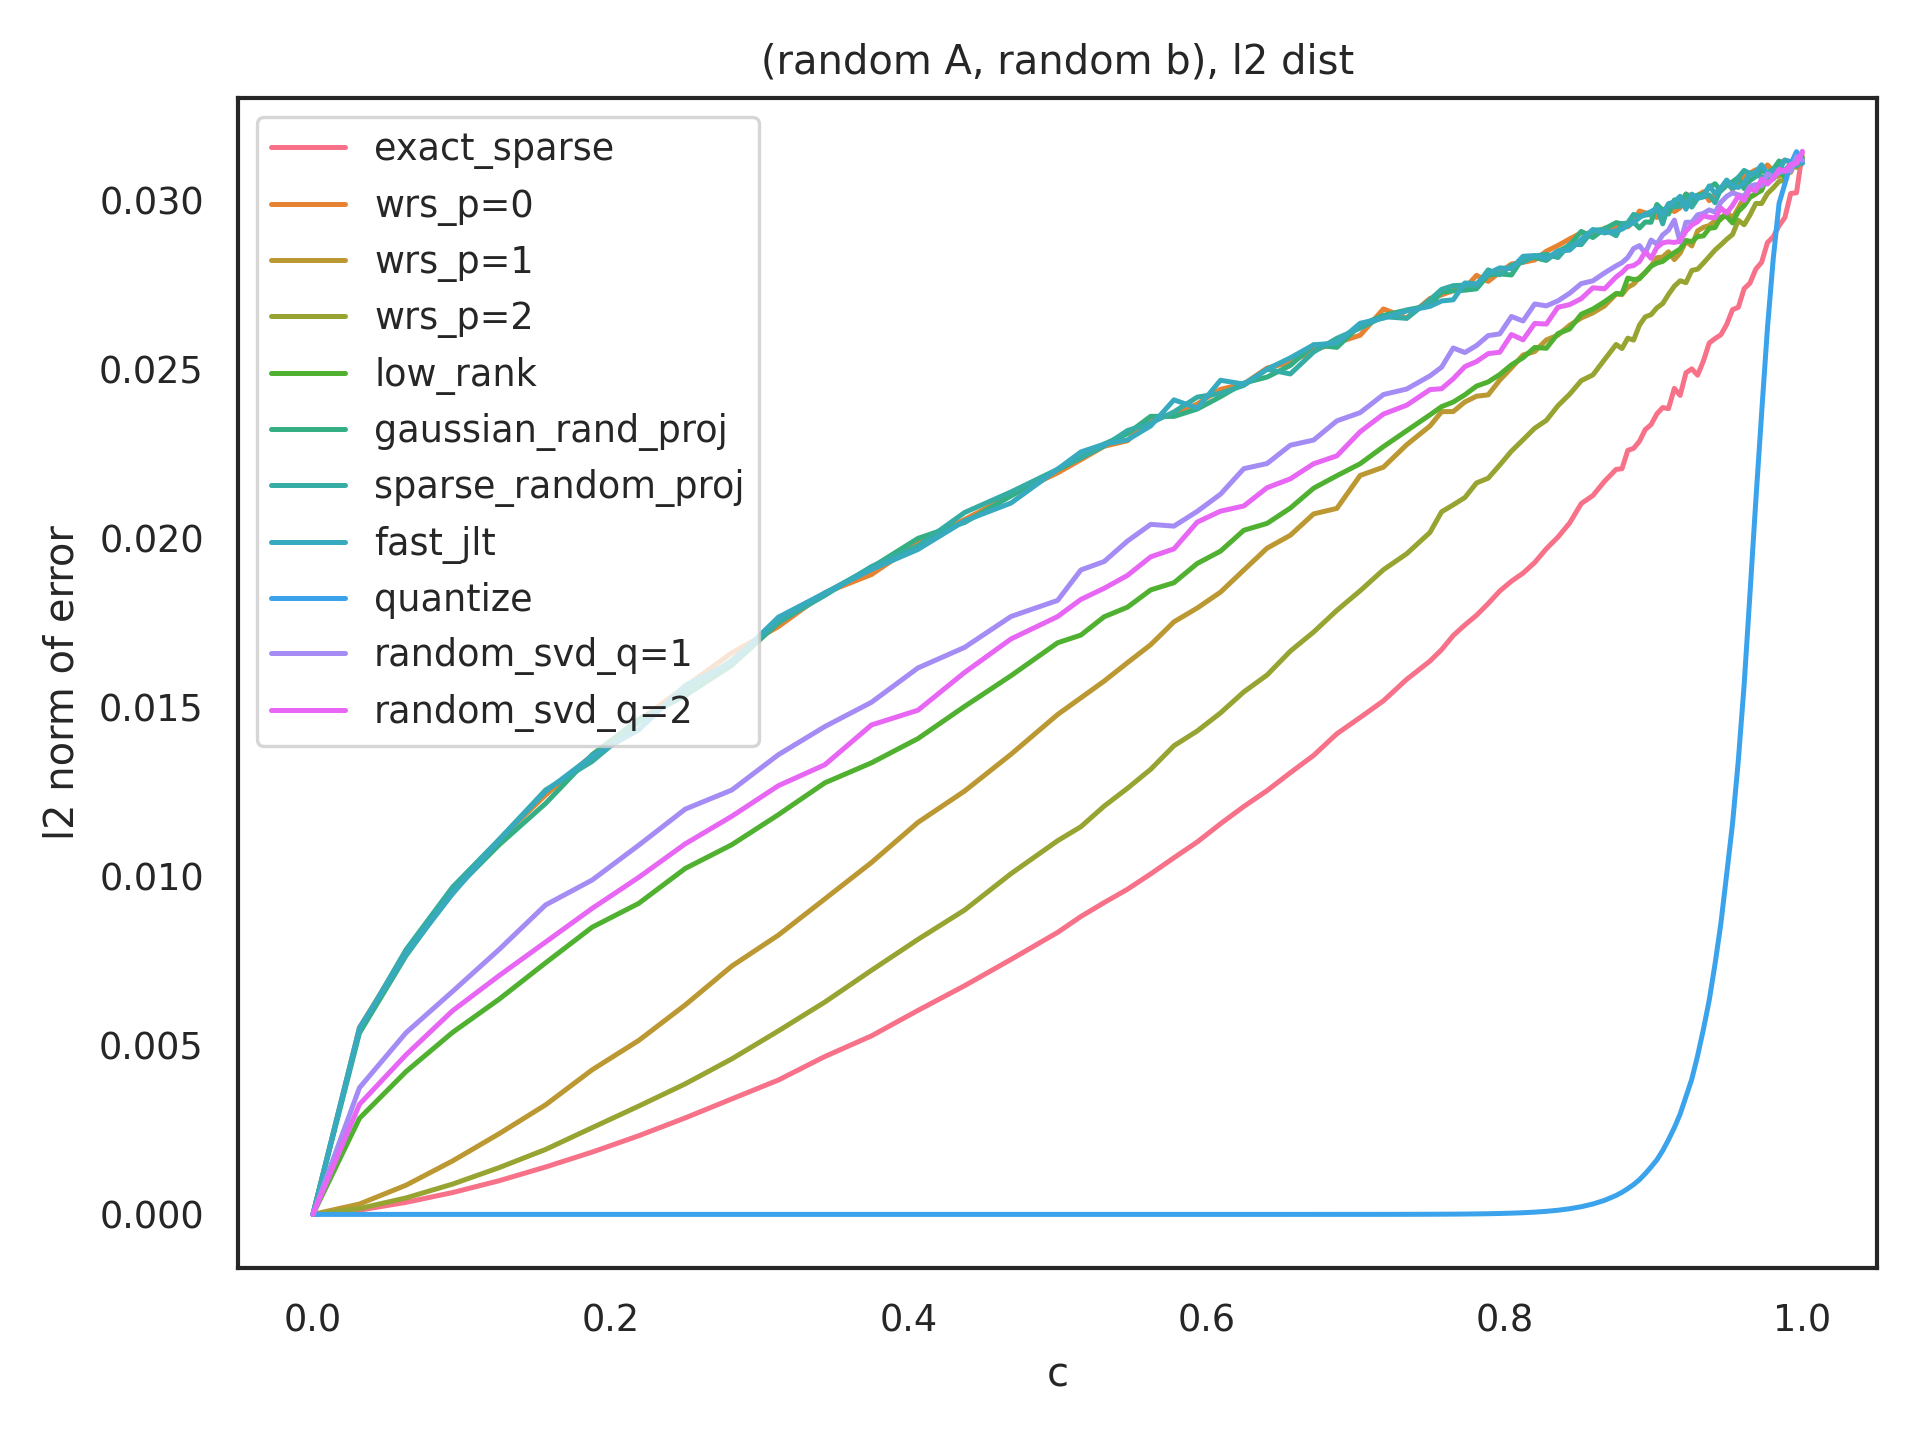 (random A, random b), l2 dist
exact_sparse
wrs_p=0
wrs_p=1
wrs_p=2
low_rank
gaussian_rand_proj
sparse_random_proj
fast_jlt
quantize
random_svd_q=1
random_svd_q=2
l2 norm of error
0.030
0.025
0.020
0.015
0.010
0.005
0.000
0.0 0.2 0.4 0.6 0.8 1.0
c